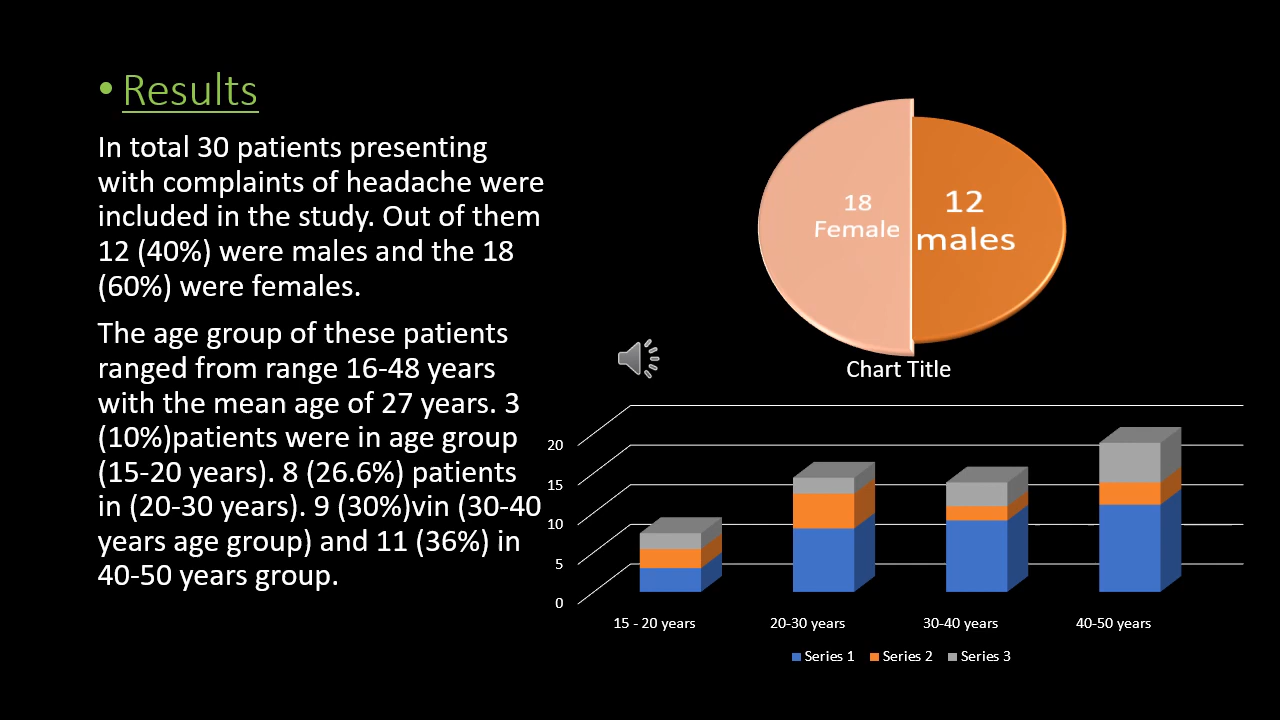 • Results
In total 30 patients presenting
with complaints of headache were
included in the study. Out of them
12 (40%) were males and the 18
(60%) were females.
The age group of these patients
ranged from range 16-48 years
with the mean age of 27 years. 3
(10%)patients were in age group
(15-20 years). 8 (26.6%) patients
in (20-30 years). 9 (30%)vin (30-40
years age group) and 11 (36%) in
40-50 years group.
18
Female
12
males
Chart Title
20
15
10
5
0
15 - 20 years
20-30 years
30-40 years
40-50 years
Series 1
Series 2
Series 3